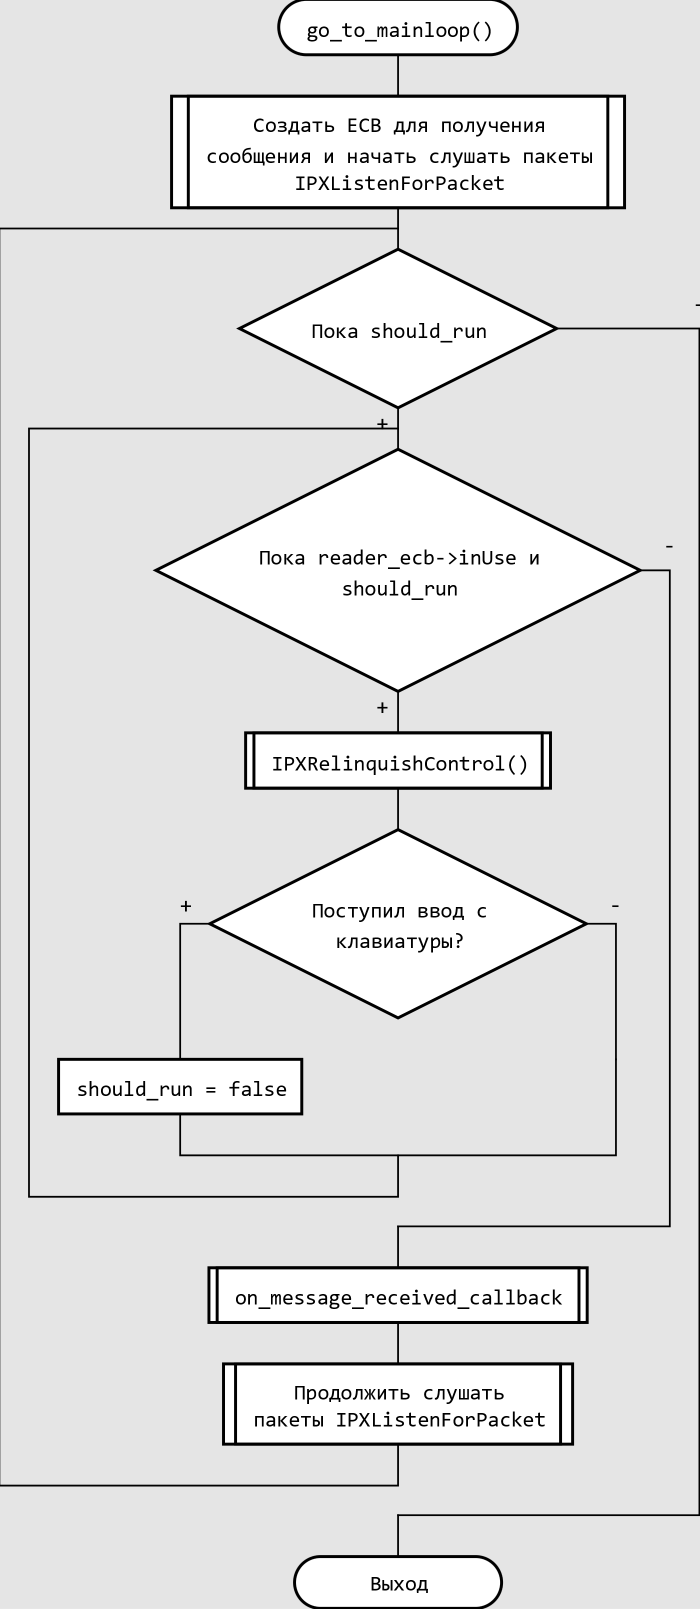 go_to_mainloop()
Создать ECB для получения
сообщения и начать слушать пакеты
IPXListenForPacket
Пока should_run
-
+
Пока reader_ecb->inUse и
should_run
-
+
IPXRelinquishControl()
Поступил ввод с
клавиатуры?
+
-
should_run = false
on_message_received_callback
Продолжить слушать
пакеты IPXListenForPacket
Выход